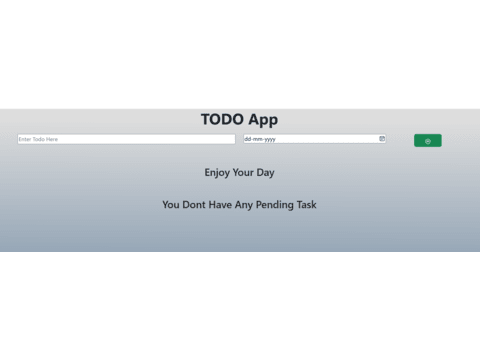 TODO App
Enter Todo Here
dd-mm-yyyy
Enjoy Your Day
You Dont Have Any Pending Task